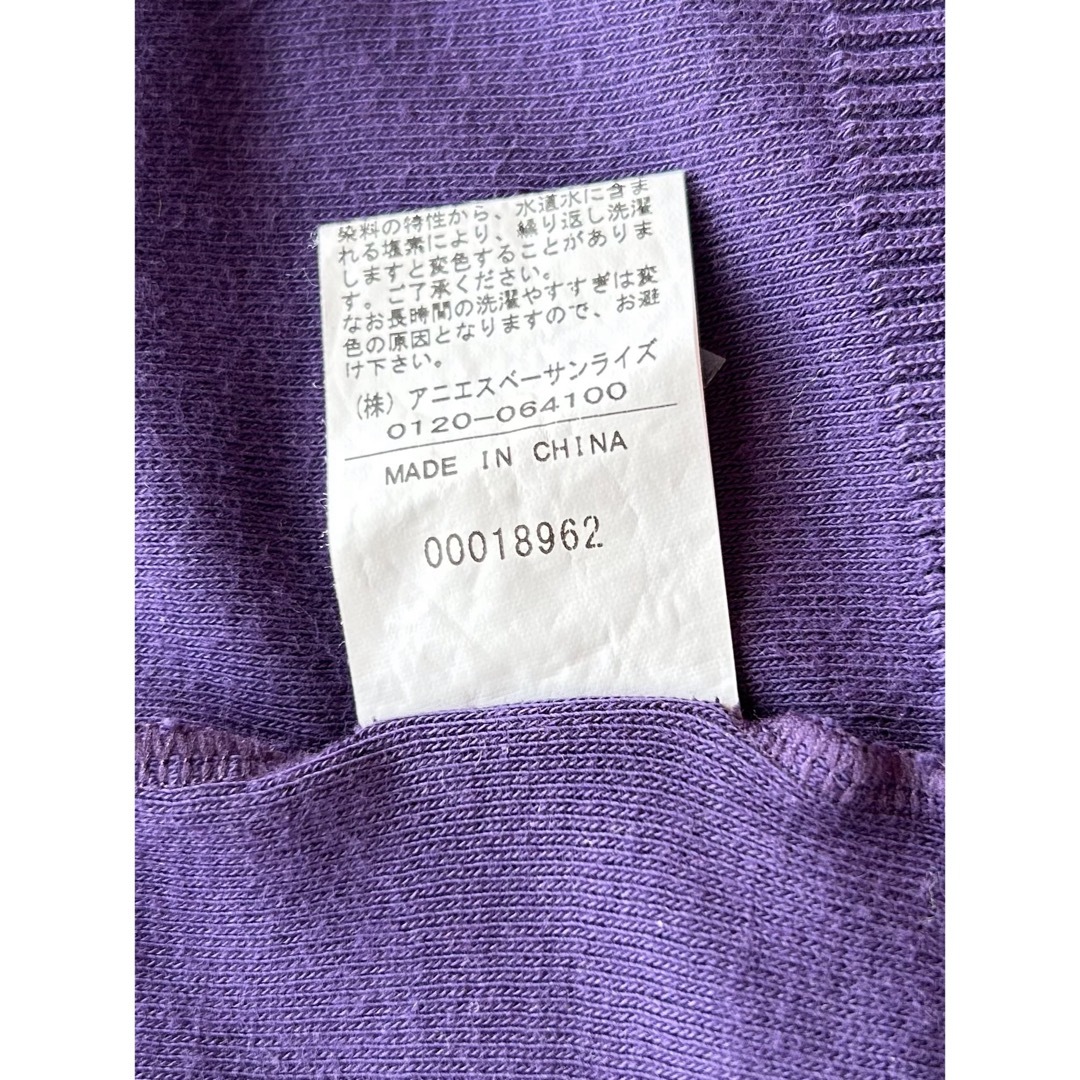 染料の特性から、水道水に含ま
れる塩素により、繰り返し洗濯
しますと変色することがありま
す。ご了承ください。
なお長時間の洗濯やすすぎは変
色の原因となりますので、お避
け下さい。
(株)アニエスベーサンライズ
0120-064100
MADE IN CHINA
00018962